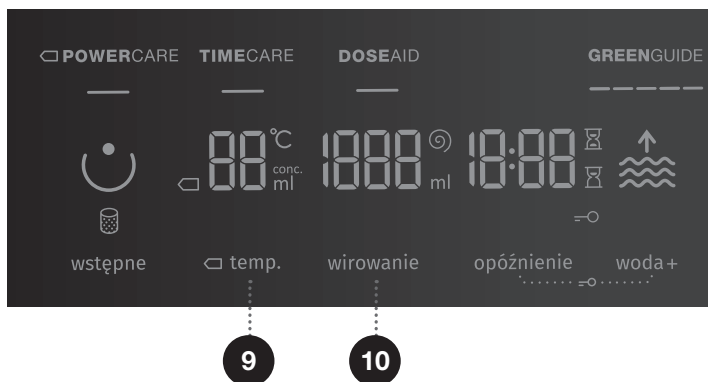 POWERCARE TIMECARE DOSEAID GREENGUIDE
88 °C conc. ml 1888 ml 18:88
wstępne temp. wirowanie opóźnienie woda+
9 10